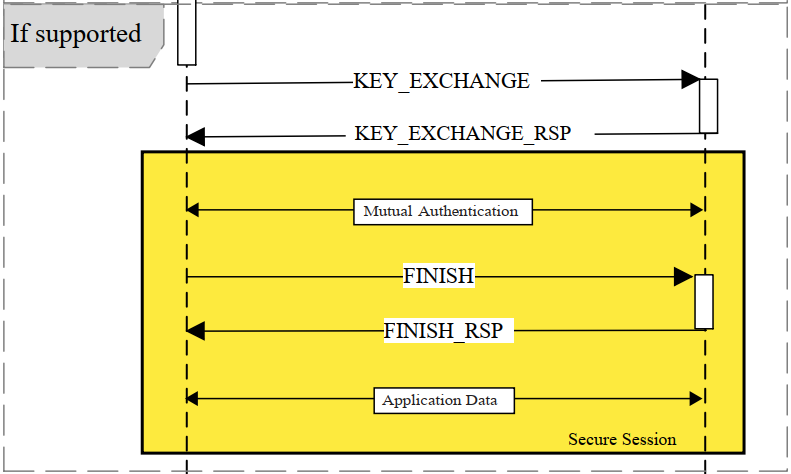 If supported
KEY_EXCHANGE
KEY_EXCHANGE_RSP
Mutual Authentication
FINISH
FINISH_RSP
Application Data
Secure Session